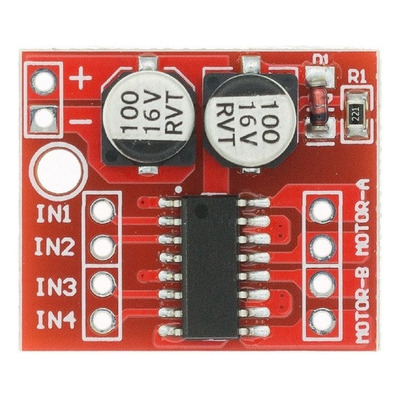 +
−
100
16V
RVT
100
16V
RVT
D1
R1
221
IN1
IN2
IN3
IN4
MOTOR-A
MOTOR-B